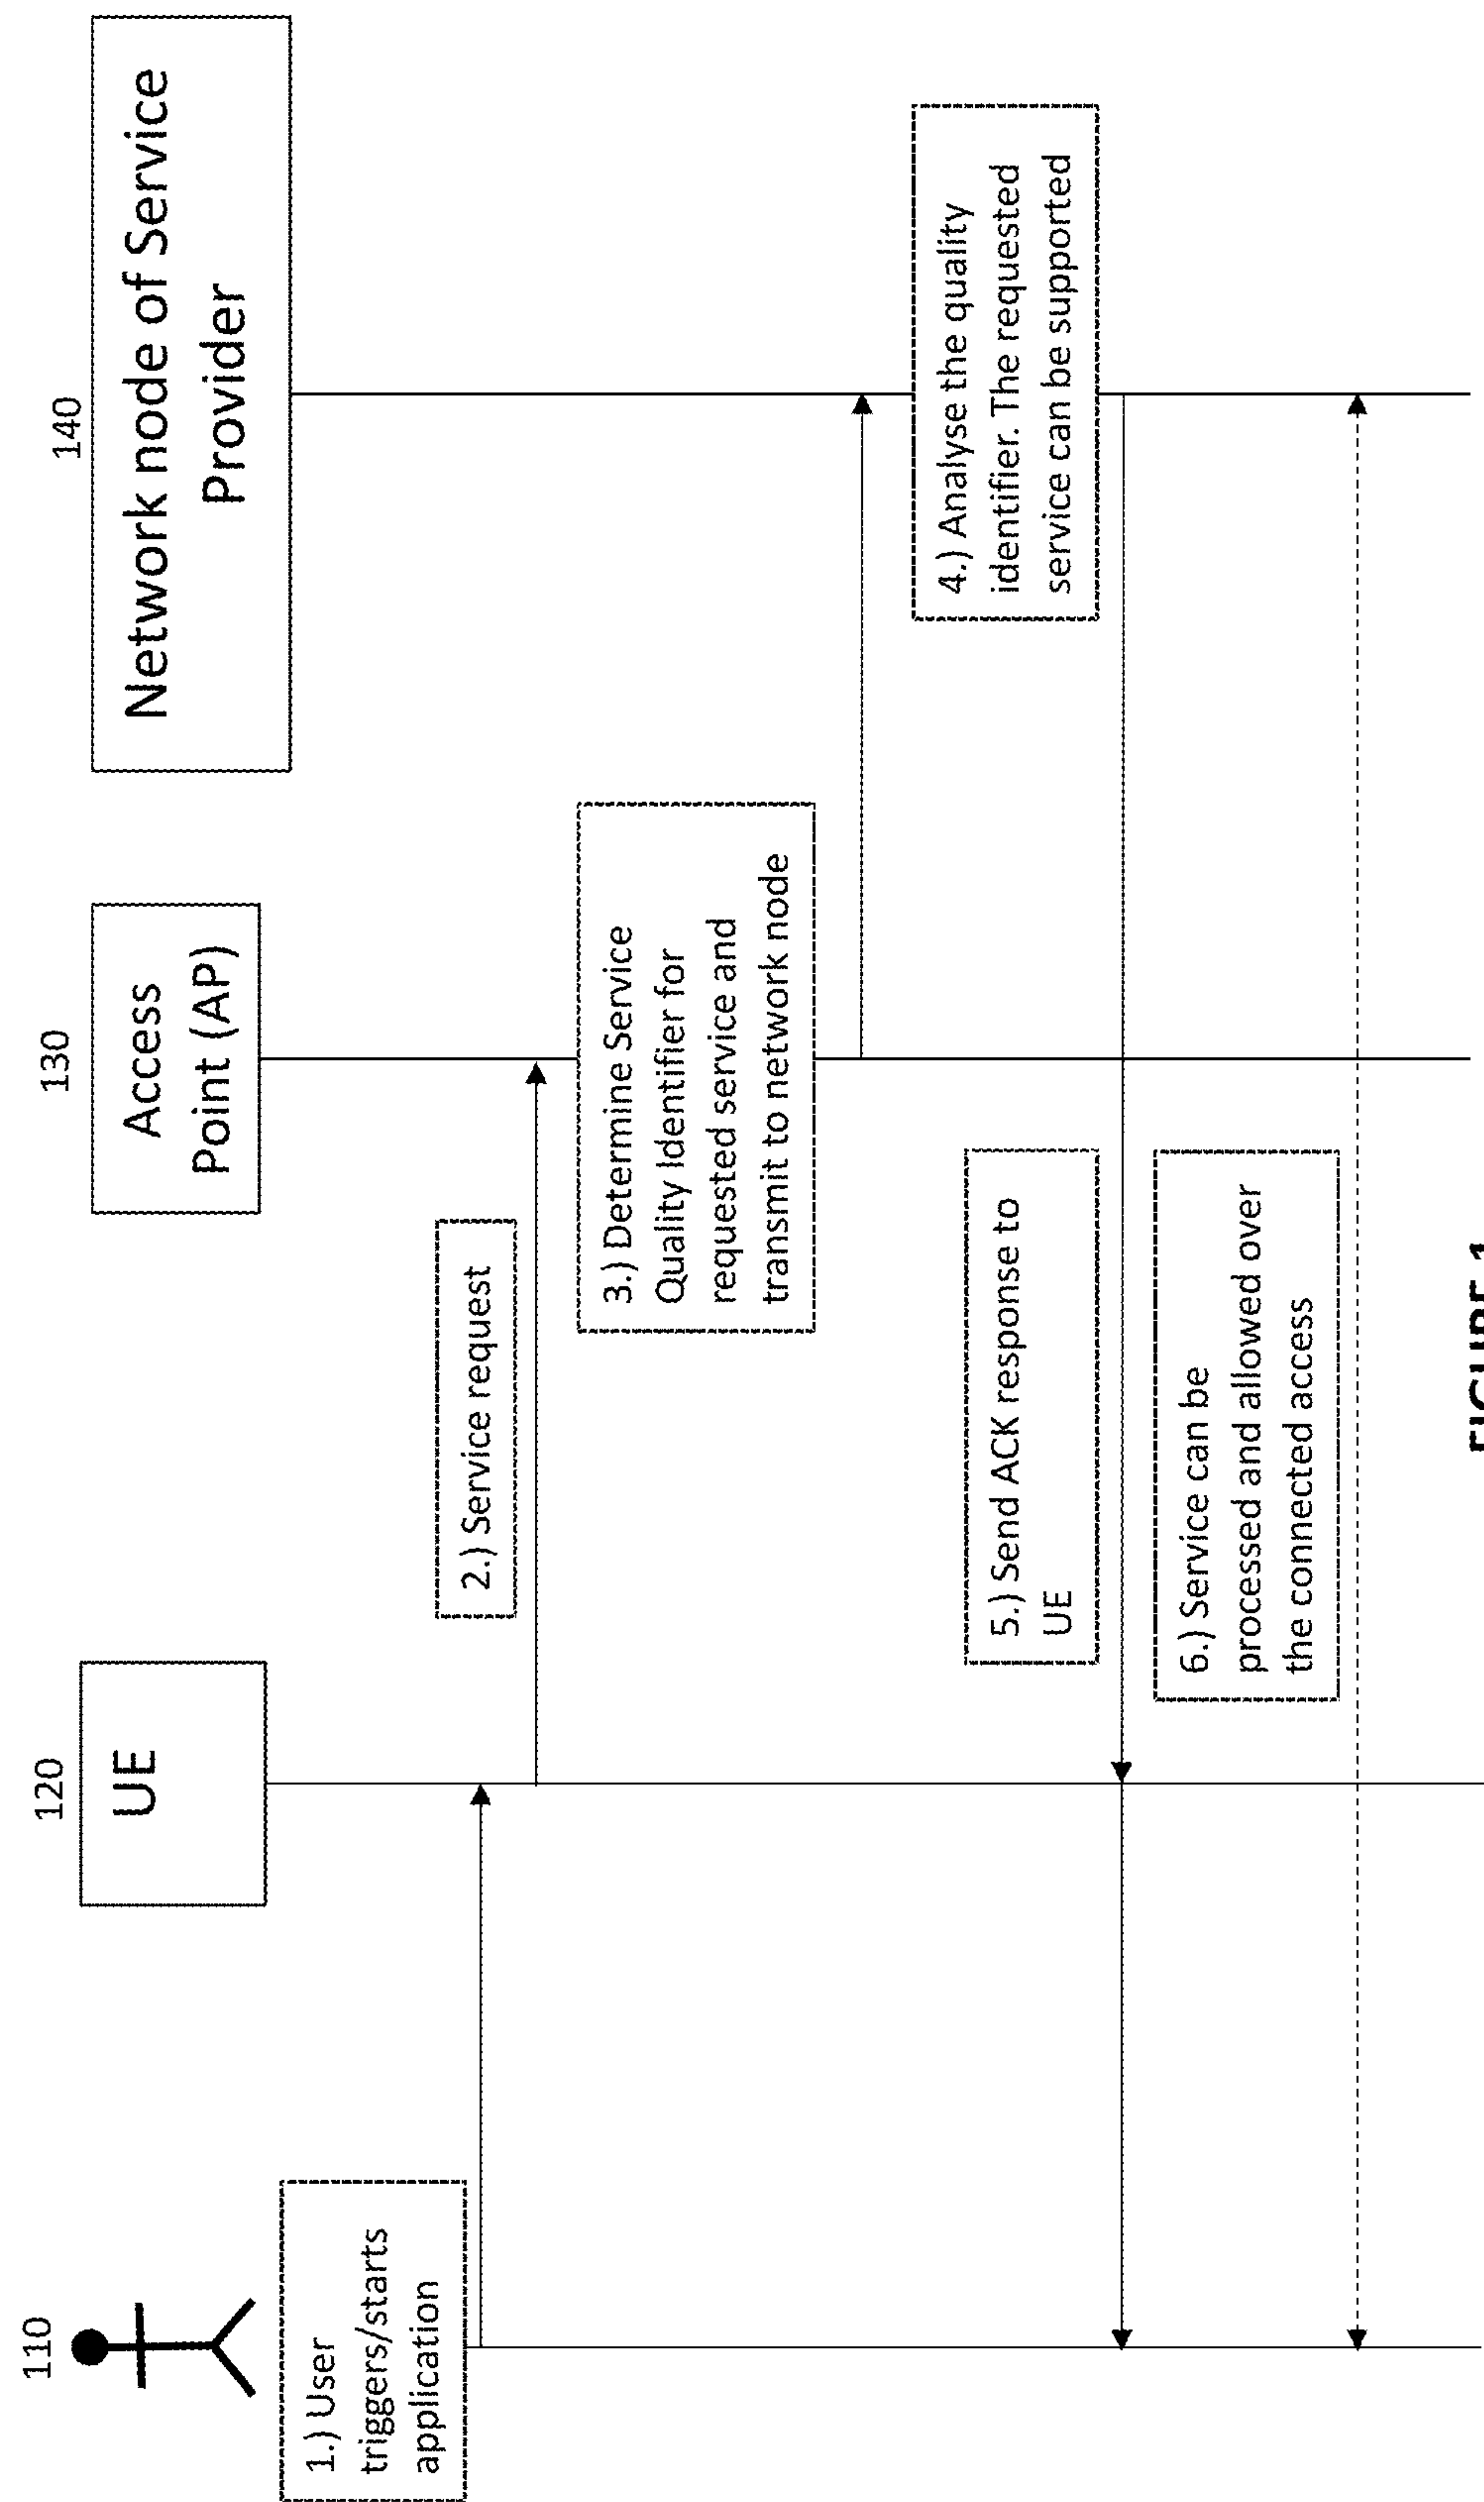 110
120
130
140
UE
Access
Point (AP)
Network node of Service
Provider
1.) User
triggers/starts
application
2.) Service request
3.) Determine Service
Quality Identifier for
requested service and
transmit to network node
4.) Analyse the quality
identifier. The requested
service can be supported
5.) Send ACK response to
UE
6.) Service can be
processed and allowed over
the connected access
FIGURE 1